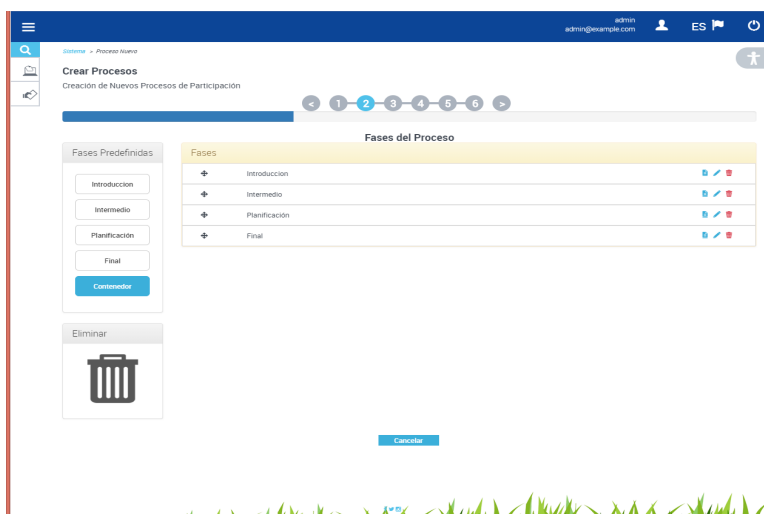 admin
admin@example.com
ES
Sistema » Proceso Nuevo
Crear Procesos
Creación de Nuevos Procesos de Participación
< 1 2 3 4 5 6 >
Fases del Proceso
Fases Predefinidas
Introduccion
Intermedio
Planificación
Final
Contenedor
Fases
Introduccion
Intermedio
Planificación
Final
Eliminar
Cancelar